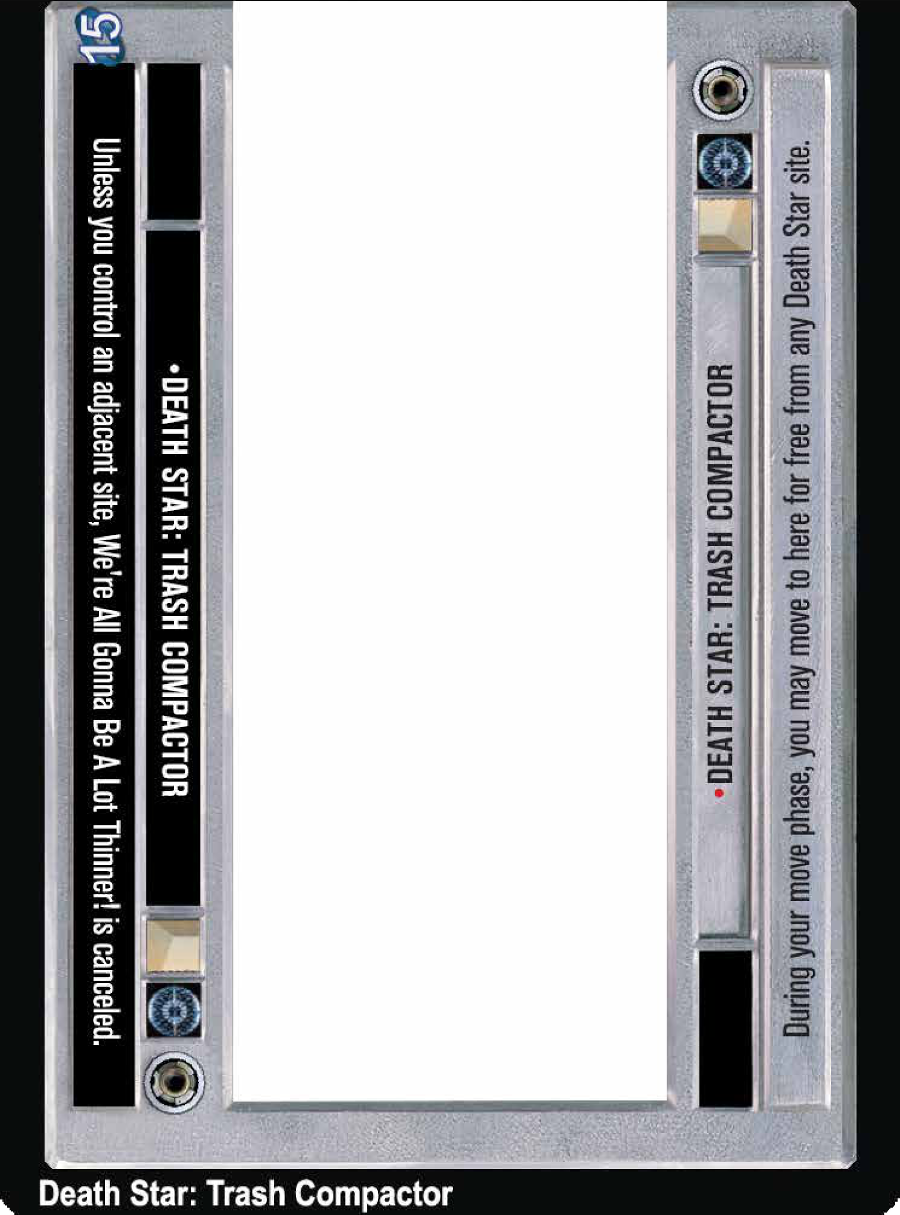 15
Unless you control an adjacent site, We're All Gonna Be A Lot Thinner! is canceled.
•DEATH STAR: TRASH COMPACTOR
•DEATH STAR: TRASH COMPACTOR
During your move phase, you may move to here for free from any Death Star site.
Death Star: Trash Compactor